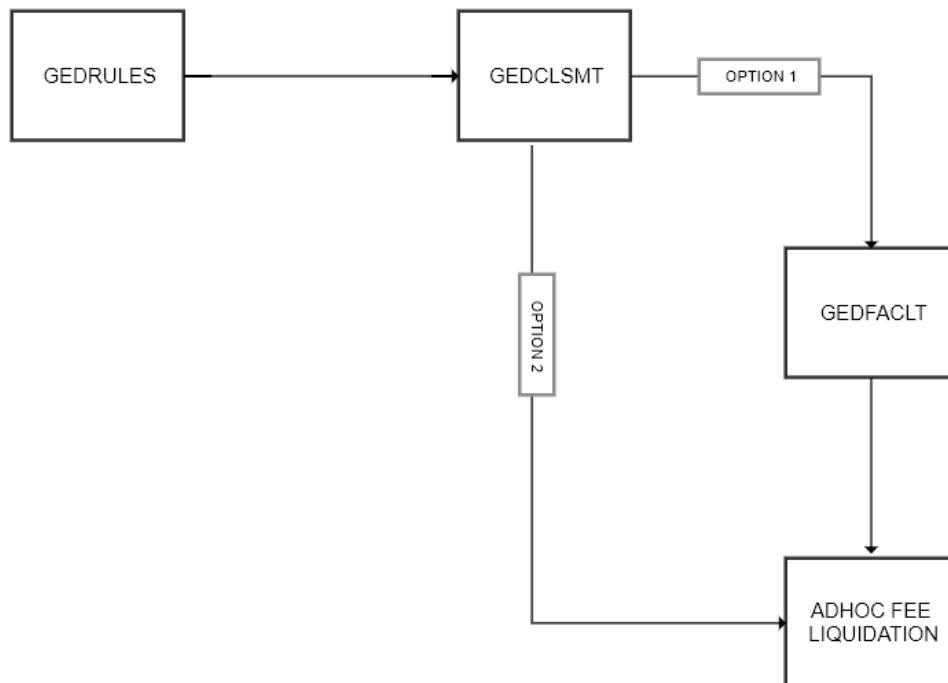 GEDRULES
GEDCLSMT
OPTION 1
GEDFACLT
OPTION 2
ADHOC FEE
LIQUIDATION